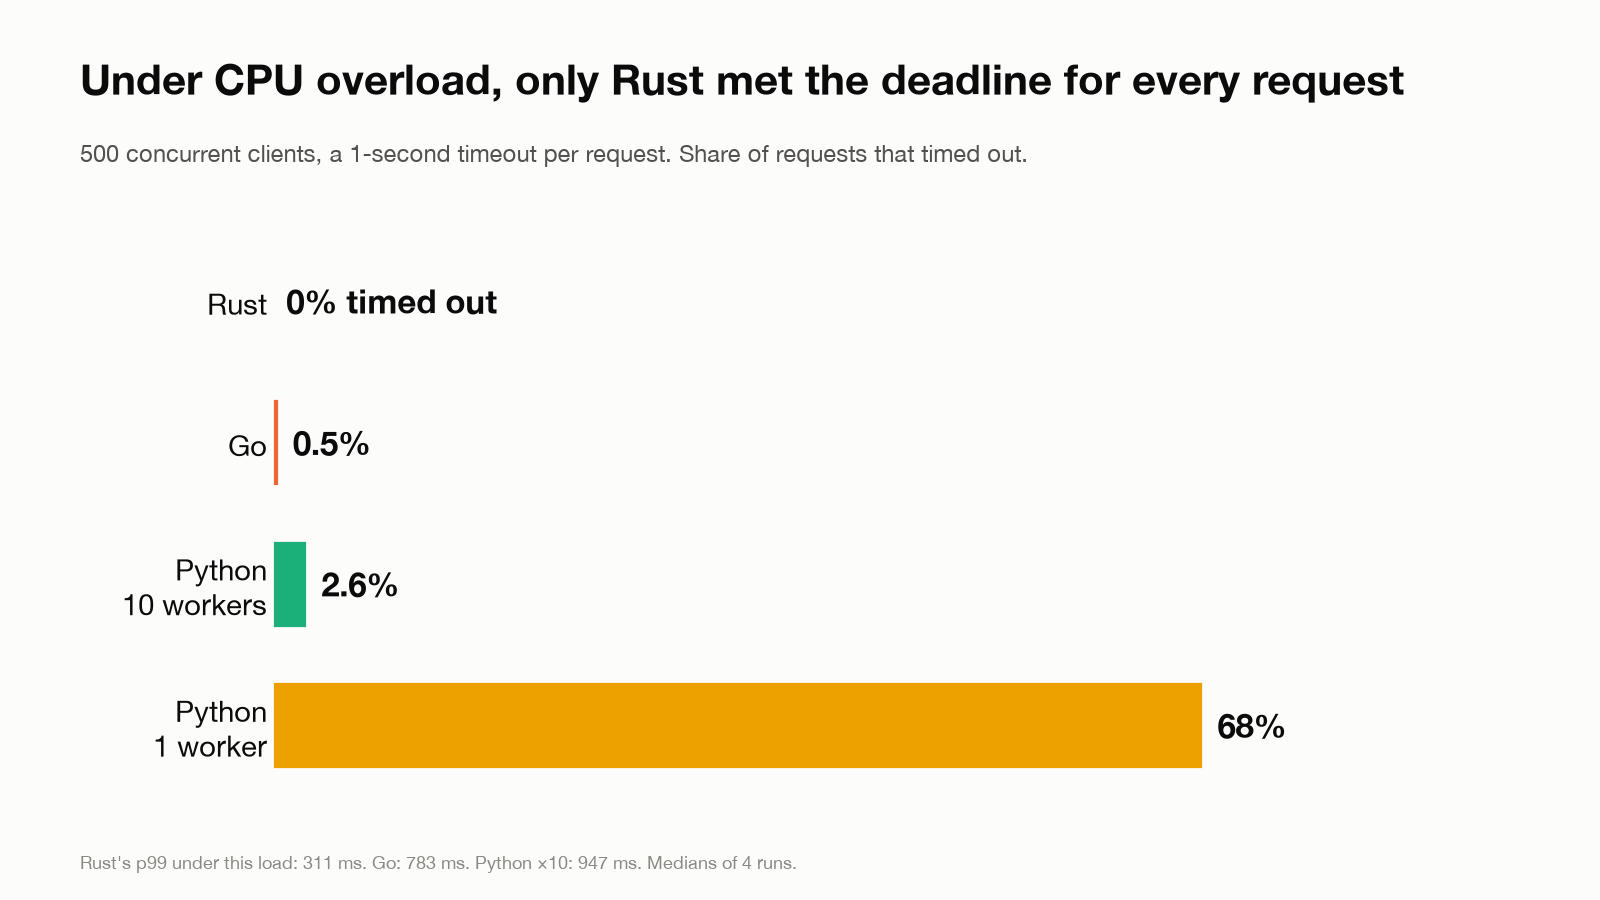 Under CPU overload, only Rust met the deadline for every request
500 concurrent clients, a 1-second timeout per request. Share of requests that timed out.
Rust 0% timed out
Go 0.5%
Python
10 workers
2.6%
Python
1 worker
68%
Rust's p99 under this load: 311 ms. Go: 783 ms. Python ×10: 947 ms. Medians of 4 runs.